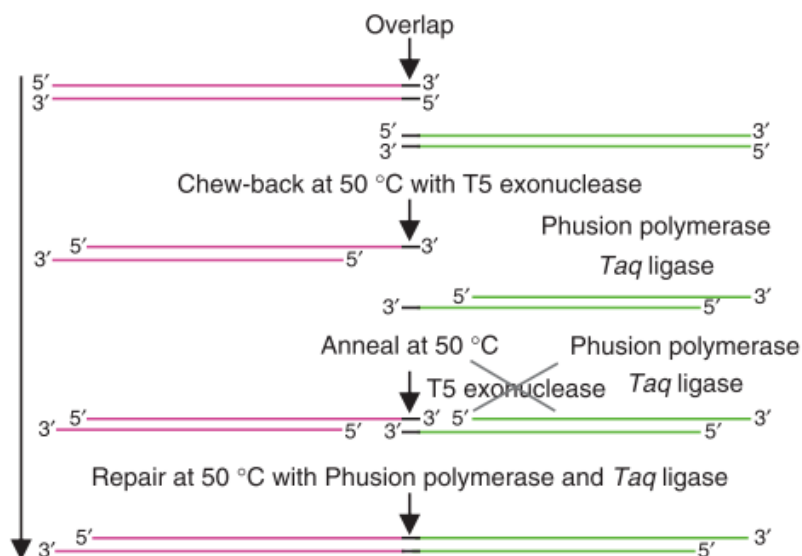 Overlap
5′ 3′
3′ 5′
5′ 3′
3′ 5′
Chew-back at 50 °C with T5 exonuclease
Phusion polymerase
5′ 3′
3′ 5′
Taq ligase
5′ 3′
3′ 5′
Anneal at 50 °C Phusion polymerase
T5 exonuclease Taq ligase
5′ 3′ 5′ 3′
3′ 5′ 3′ 5′
Repair at 50 °C with Phusion polymerase and Taq ligase
5′ 3′
3′ 5′